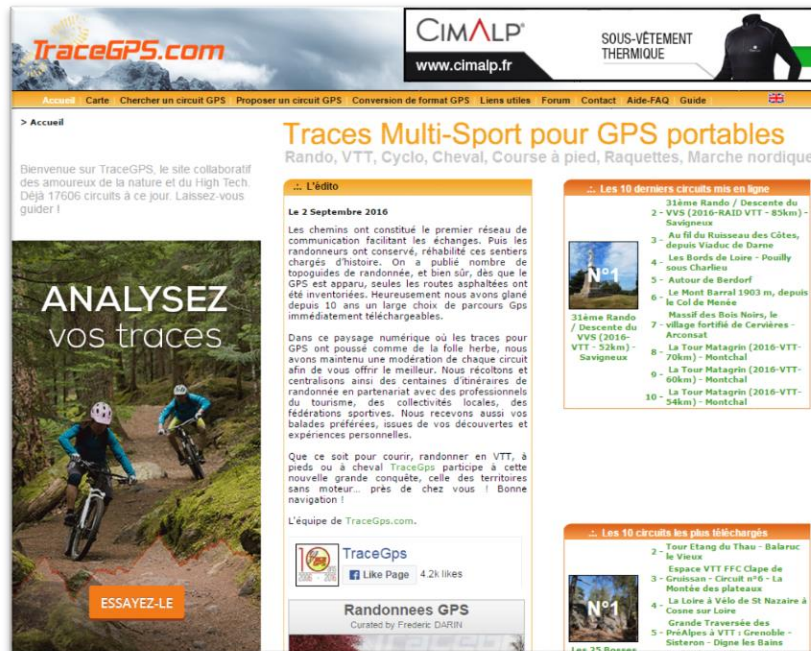 TraceGPS.com
CIMALP®
www.cimalp.fr
SOUS-VÊTEMENT
THERMIQUE
Accueil Carte Chercher un circuit GPS Proposer un circuit GPS Conversion de format GPS Liens utiles Forum Contact Aide-FAQ Guide
> Accueil
Bienvenue sur TraceGPS, le site collaboratif
des amoureux de la nature et du High Tech.
Déjà 17606 circuits à ce jour. Laissez-vous
guider !
ANALYSEZ
vos traces
ESSAYEZ-LE
Traces Multi-Sport pour GPS portables
Rando, VTT, Cyclo, Cheval, Course à pied, Raquettes, Marche nordique
.:. L'édito
Le 2 Septembre 2016
Les chemins ont constitué le premier réseau de
communication facilitant les échanges. Puis les
randonneurs ont conservé, réhabilité ces sentiers
chargés d'histoire. On a publié nombre de
topoguides de randonnée, et bien sûr, dès que le
GPS est apparu, seules les routes asphaltées ont
été inventoriées. Heureusement nous avons glané
depuis 10 ans un large choix de parcours Gps
immédiatement téléchargeables.
Dans ce paysage numérique où les traces pour
GPS ont poussé comme de la folle herbe, nous
avons maintenu une modération de chaque circuit
afin de vous offrir le meilleur. Nous récoltons et
centralisons ainsi des centaines d'itinéraires de
randonnée en partenariat avec des professionnels
du tourisme, des collectivités locales, des
fédérations sportives. Nous recevons aussi vos
balades préférées, issues de vos découvertes et
expériences personnelles.
Que ce soit pour courir, randonner en VTT, à
pieds ou à cheval TraceGps participe à cette
nouvelle grande conquête, celle des territoires
sans moteur... près de chez vous ! Bonne
navigation !
L'équipe de TraceGps.com.
2006 - 2016
TraceGps
Like Page 4.2k likes
Randonnees GPS
Curated by Frederic DARIN
.:. Les 10 derniers circuits mis en ligne
N°1
31ème Rando
/ Descente du
VVS (2016-
VTT - 52km) -
Savigneux
31ème Rando / Descente du
2 - VVS (2016-RAID VTT - 85km) -
Savigneux
3 - Au fil du Ruisseau des Côtes,
depuis Viaduc de Darne
4 - Les Bords de Loire - Pouilly
sous Charlieu
5 - Autour de Berdorf
6 - Le Mont Barral 1903 m, depuis
le Col de Menée
Massif des Bois Noirs, le
7 - village fortifié de Cervières -
Arconsat
8 - La Tour Matagrin (2016-VTT-
70km) - Montchal
9 - La Tour Matagrin (2016-VTT-
60km) - Montchal
10 - La Tour Matagrin (2016-VTT-
54km) - Montchal
.:. Les 10 circuits les plus téléchargés
N°1
Les 25 Bosses
2 - Tour Etang du Thau - Balaruc
le Vieux
Espace VTT FFC Clape de
3 - Gruissan - Circuit n°6 - La
Montée des plateaux
4 - La Loire à Vélo de St Nazaire à
Cosne sur Loire
Grande Traversée des
5 - PréAlpes à VTT : Grenoble -
Sisteron - Digne les Bains